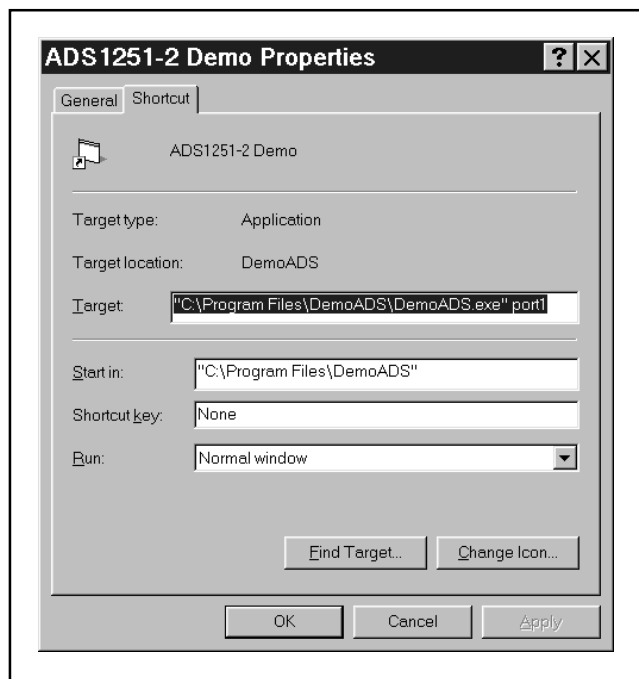 ADS1251-2 Demo Properties
General Shortcut
ADS1251-2 Demo
Target type: Application
Target location: DemoADS
Target: "C:\Program Files\DemoADS\DemoADS.exe" port1
Start in: "C:\Program Files\DemoADS"
Shortcut key: None
Run: Normal window
Find Target... Change Icon...
OK Cancel Apply